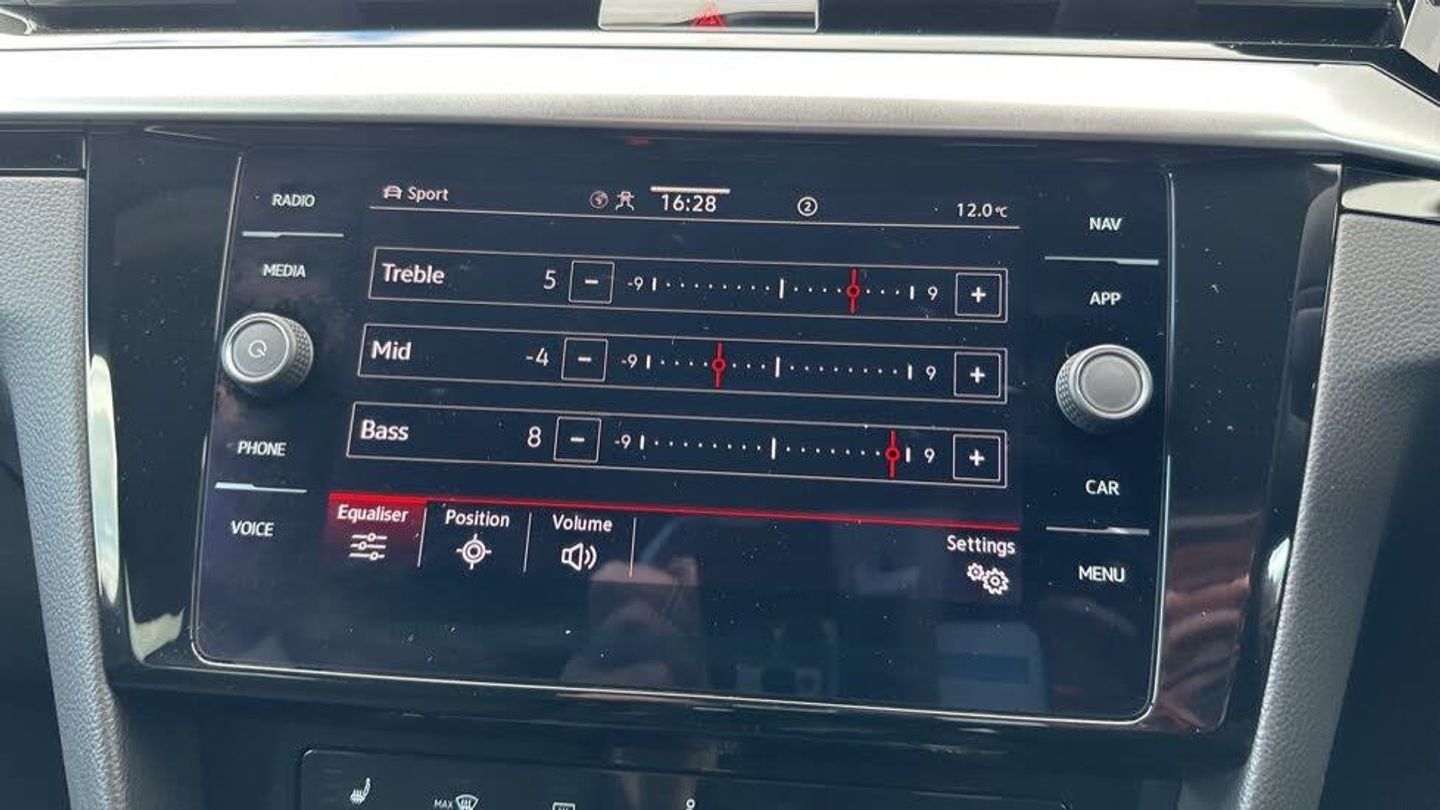 RADIO
MEDIA
PHONE
VOICE
Sport
16:28
2
12.0°C
Treble 5 - -9 9 +
Mid -4 - -9 9 +
Bass 8 - -9 9 +
Equaliser
Position
Volume
Settings
NAV
APP
CAR
MENU
MAX